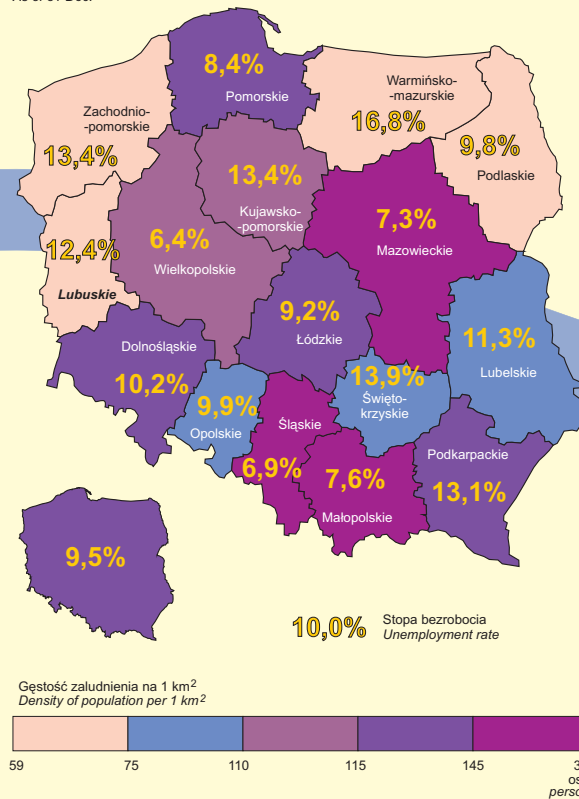 8,4%
Pomorskie
Warmińsko-
-mazurskie
16,8%
Zachodnio-
-pomorskie
13,4%
9,8%
Podlaskie
13,4%
Kujawsko-
-pomorskie
7,3%
Mazowieckie
12,4%
Lubuskie
6,4%
Wielkopolskie
9,2%
Łódzkie
11,3%
Lubelskie
Dolnośląskie
10,2%
9,9%
Opolskie
13,9%
Święto-
krzyskie
Śląskie
6,9%
7,6%
Małopolskie
Podkarpackie
13,1%
9,5%
10,0%
Stopa bezrobocia
Unemployment rate
Gęstość zaludnienia na 1 km²
Density of population per 1 km²
59
75
110
115
145